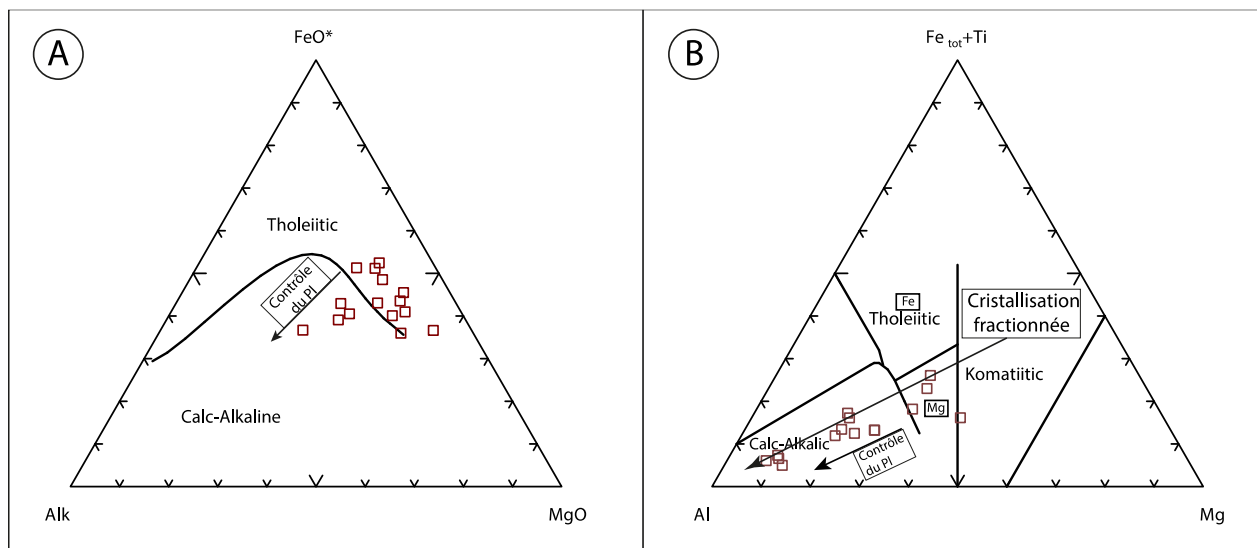 A
FeO*
Tholeiitic
Contrôle
du Pl
Calc-Alkaline
Alk
MgO
B
Fe tot+Ti
Fe
Tholeiitic
Cristallisation
fractionnée
Komatiitic
Mg
Calc-Alkalic
Contrôle
du Pl
Al
Mg